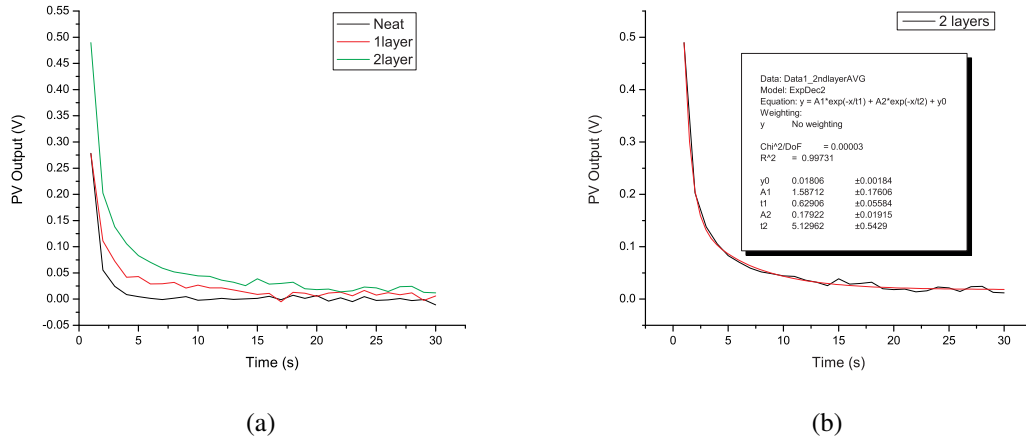 0.55
0.50
0.45
0.40
0.35
0.30
0.25
0.20
0.15
0.10
0.05
0.00
-0.05
PV Output (V)
0 5 10 15 20 25 30
Time (s)
Neat
1layer
2layer
(a)
0.5
0.4
0.3
0.2
0.1
0.0
PV Output (V)
0 5 10 15 20 25 30
Time (s)
2 layers
Data: Data1_2ndlayerAVG
Model: ExpDec2
Equation: y = A1*exp(-x/t1) + A2*exp(-x/t2) + y0
Weighting:
y No weighting
Chi^2/DoF = 0.00003
R^2 = 0.99731
y0 0.01806 ±0.00184
A1 1.58712 ±0.17606
t1 0.62906 ±0.05584
A2 0.17922 ±0.01915
t2 5.12962 ±0.5429
(b)